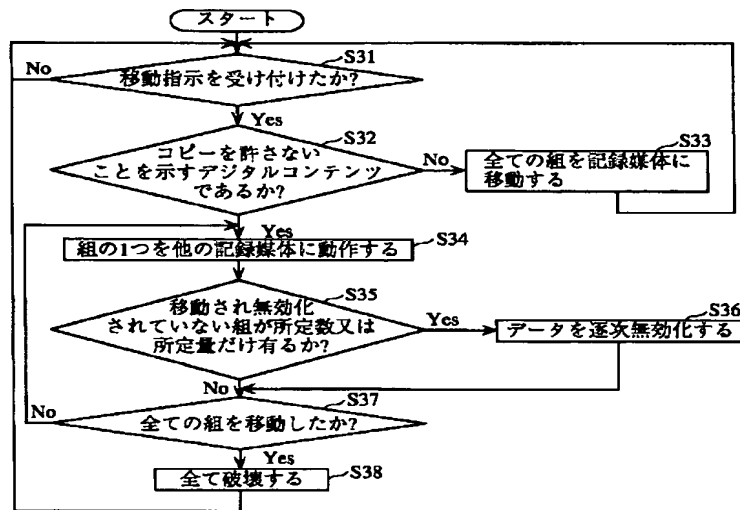 スタート
S31
No
移動指示を受け付けたか?
Yes
S32
コピーを許さない
ことを示すデジタルコンテンツ
であるか?
No
S33
全ての組を記録媒体に
移動する
Yes
S34
組の1つを他の記録媒体に動作する
S35
移動され無効化
されていない組が所定数又は
所定量だけ有るか?
Yes
S36
データを逐次無効化する
No
S37
No
全ての組を移動したか?
Yes
S38
全て破壊する